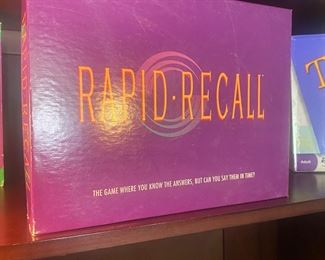 RAPID·RECALL
THE GAME WHERE YOU KNOW THE ANSWERS, BUT CAN YOU SAY THEM IN TIME?